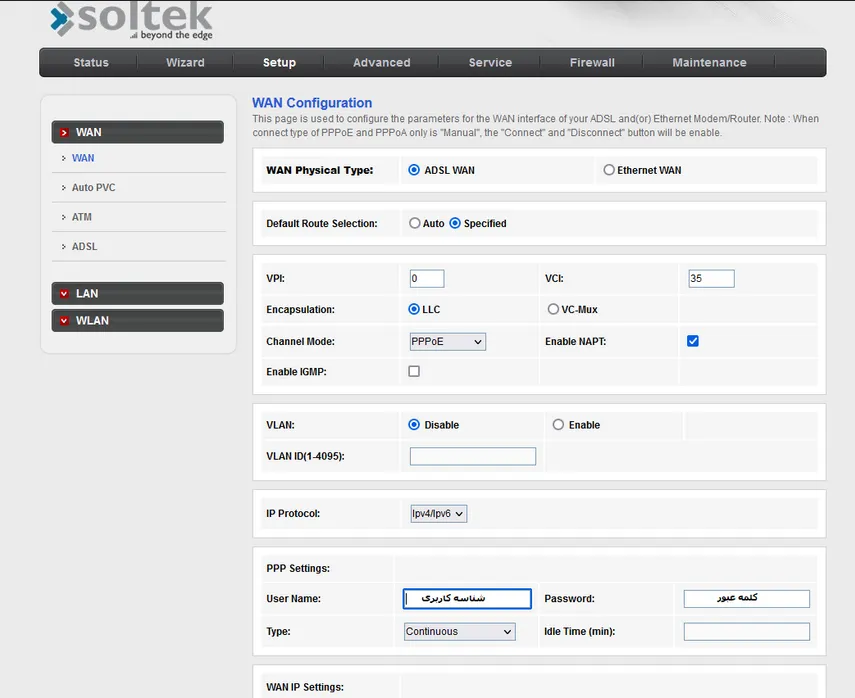 soltek
beyond the edge
Status Wizard Setup Advanced Service Firewall Maintenance
WAN
WAN
Auto PVC
ATM
ADSL
LAN
WLAN
WAN Configuration
This page is used to configure the parameters for the WAN interface of your ADSL and(or) Ethernet Modem/Router. Note : When
connect type of PPPoE and PPPoA only is "Manual", the "Connect" and "Disconnect" button will be enable.
WAN Physical Type: ADSL WAN Ethernet WAN
Default Route Selection: Auto Specified
VPI: 0 VCI: 35
Encapsulation: LLC VC-Mux
Channel Mode: PPPoE Enable NAPT:
Enable IGMP:
VLAN: Disable Enable
VLAN ID(1-4095):
IP Protocol: Ipv4/Ipv6
PPP Settings:
User Name: شناسه کاربری Password: کلمه عبور
Type: Continuous Idle Time (min):
WAN IP Settings: